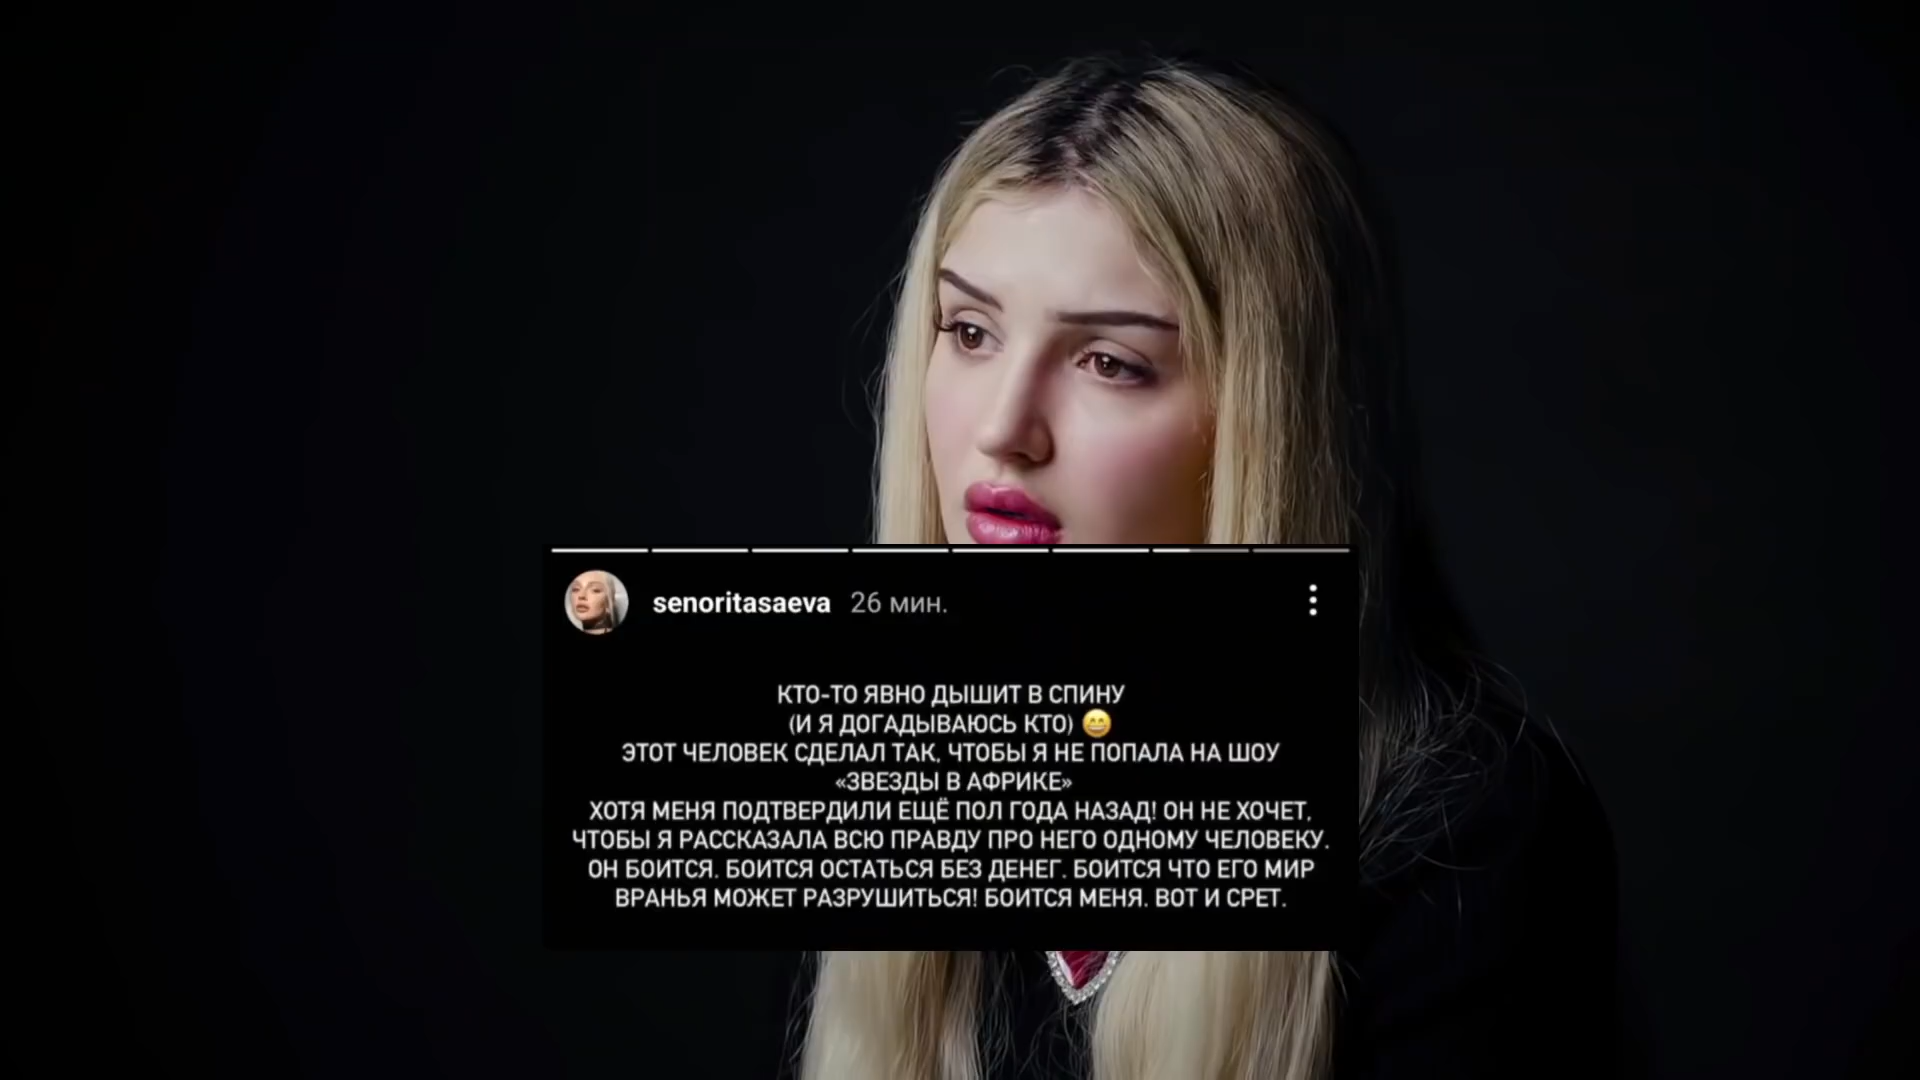 senoritasaeva 26 мин.
КТО-ТО ЯВНО ДЫШИТ В СПИНУ
(И Я ДОГАДЫВАЮСЬ КТО) 😄
ЭТОТ ЧЕЛОВЕК СДЕЛАЛ ТАК, ЧТОБЫ Я НЕ ПОПАЛА НА ШОУ
«ЗВЕЗДЫ В АФРИКЕ»
ХОТЯ МЕНЯ ПОДТВЕРДИЛИ ЕЩЁ ПОЛ ГОДА НАЗАД! ОН НЕ ХОЧЕТ,
ЧТОБЫ Я РАССКАЗАЛА ВСЮ ПРАВДУ ПРО НЕГО ОДНОМУ ЧЕЛОВЕКУ.
ОН БОИТСЯ. БОИТСЯ ОСТАТЬСЯ БЕЗ ДЕНЕГ. БОИТСЯ ЧТО ЕГО МИР
ВРАНЬЯ МОЖЕТ РАЗРУШИТЬСЯ! БОИТСЯ МЕНЯ. ВОТ И СРЕТ.